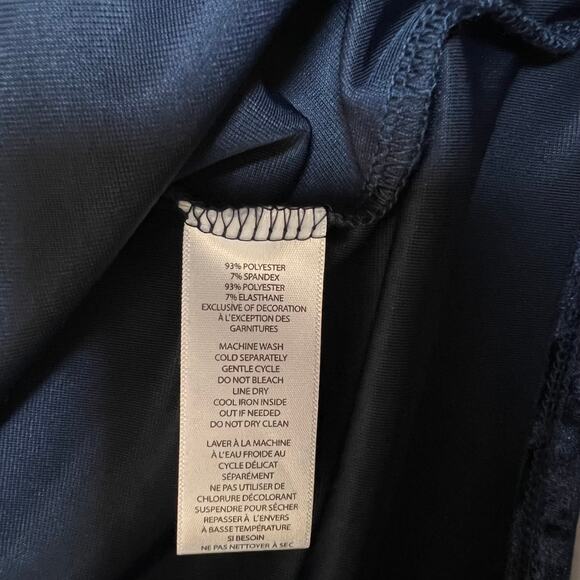 93% POLYESTER
7% SPANDEX
93% POLYESTER
7% ELASTHANE
EXCLUSIVE OF DECORATION
À L'EXCEPTION DES
GARNITURES
MACHINE WASH
COLD SEPARATELY
GENTLE CYCLE
DO NOT BLEACH
LINE DRY
COOL IRON INSIDE
OUT IF NEEDED
DO NOT DRY CLEAN
LAVER À LA MACHINE
À L'EAU FROIDE AU
CYCLE DÉLICAT
SÉPARÉMENT
NE PAS UTILISER DE
CHLORURE DÉCOLORANT
SUSPENDRE POUR SÉCHER
REPASSER À L'ENVERS
À BASSE TEMPÉRATURE
SI BESOIN
NE PAS NETTOYER À SEC